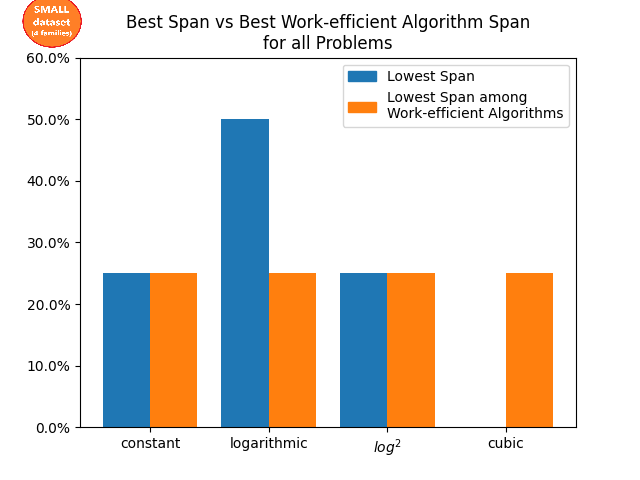 SMALL
dataset
(4 families)
Best Span vs Best Work-efficient Algorithm Span
for all Problems
Lowest Span
Lowest Span among
Work-efficient Algorithms
60.0%
50.0%
40.0%
30.0%
20.0%
10.0%
0.0%
constant logarithmic log² cubic